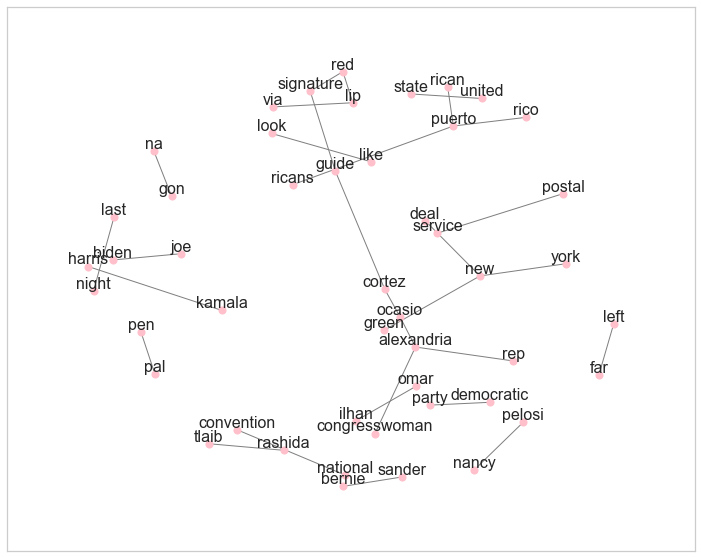 red
signature
rican
state
united
via
lip
rico
look
puerto
na
like
guide
ricans
gon
postal
last
deal
service
biden
joe
harris
york
new
night
cortez
kamala
ocasio
left
green
pen
alexandria
rep
pal
far
omar
democratic
party
ilhan
pelosi
convention
congresswoman
tlaib
rashida
nancy
national
sander
bernie